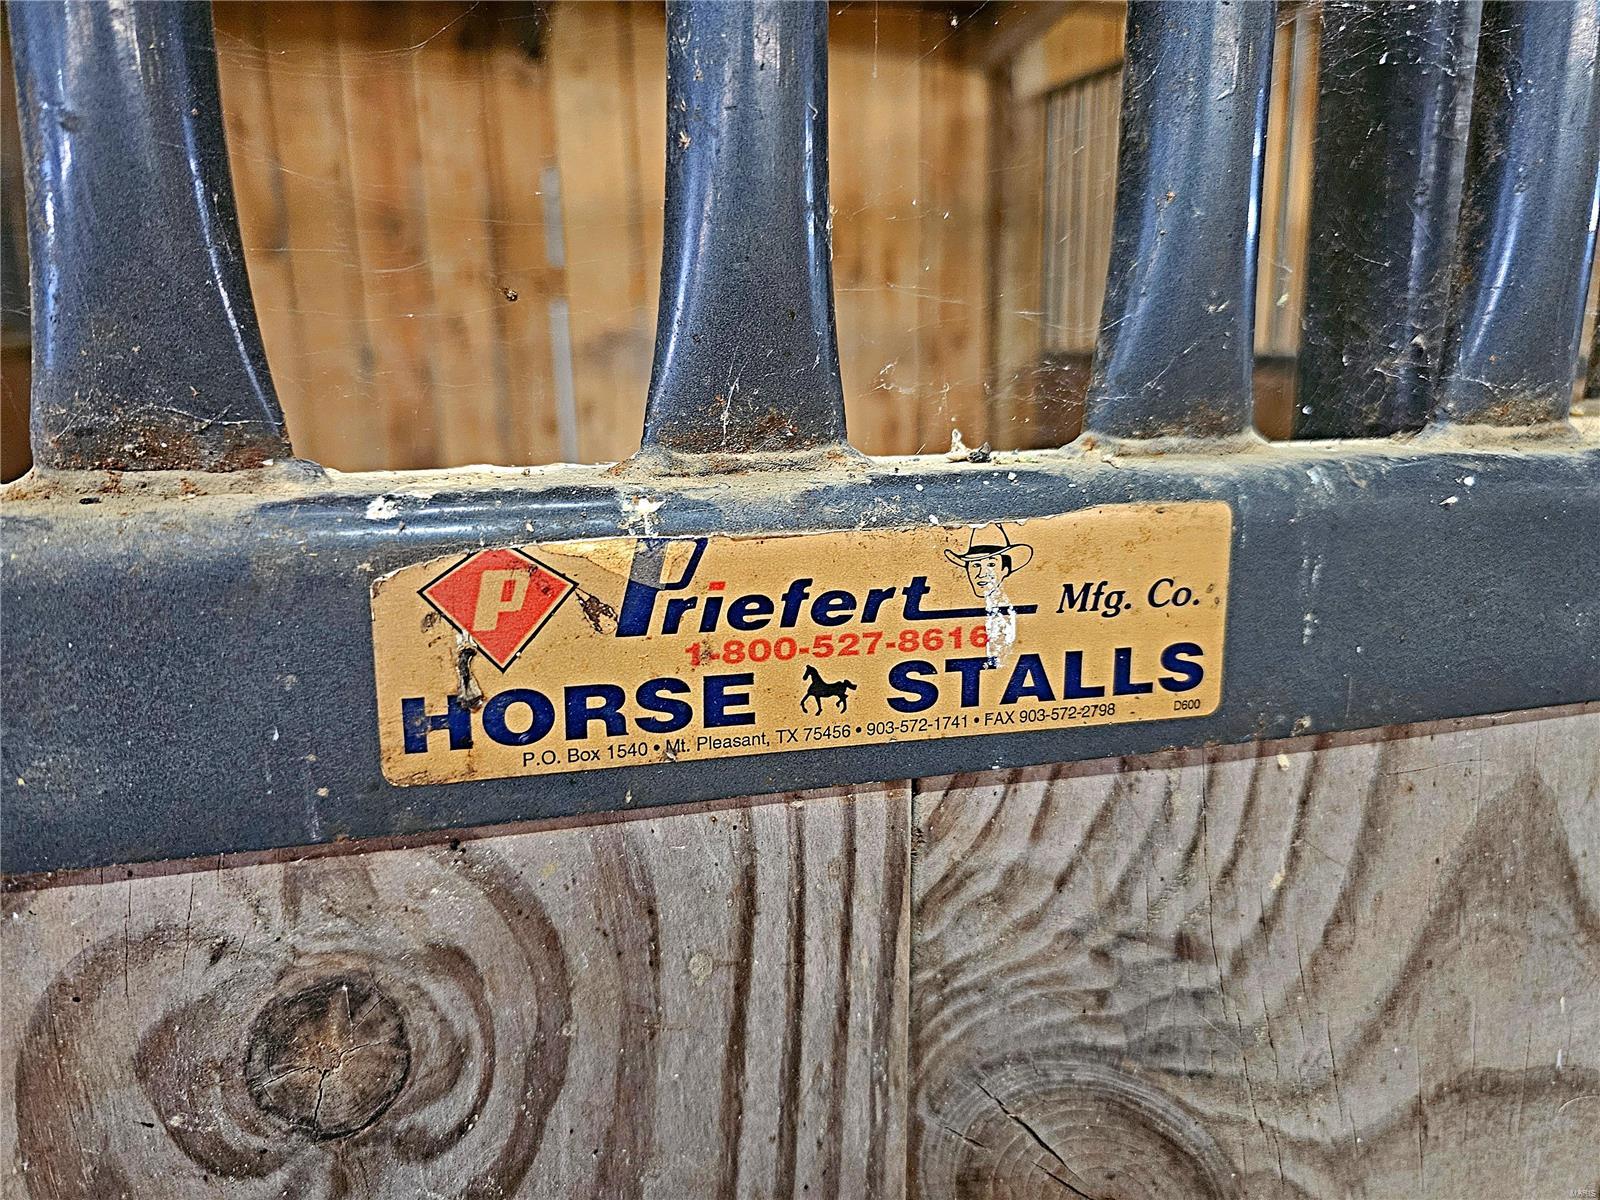 P
Priefert Mfg. Co.
1-800-527-8616
HORSE STALLS
P.O. Box 1540 • Mt. Pleasant, TX 75456 • 903-572-1741 • FAX 903-572-2798
D600
MARIS